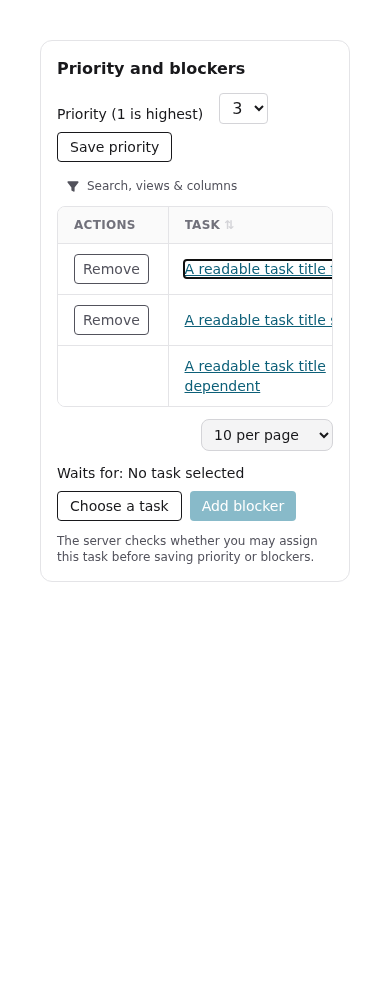 Priority and blockers
Priority (1 is highest) 3
Save priority
Search, views & columns
ACTIONS TASK
Remove A readable task title
Remove A readable task title
A readable task title
dependent
10 per page
Waits for: No task selected
Choose a task Add blocker
The server checks whether you may assign
this task before saving priority or blockers.